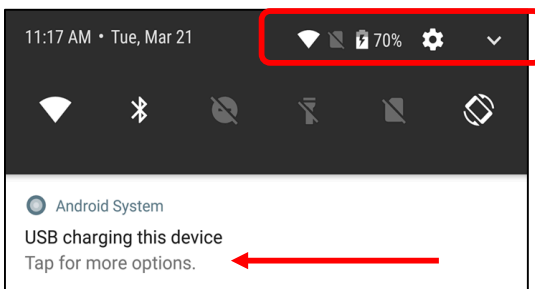 11:17 AM • Tue, Mar 21 70%
Android System
USB charging this device
Tap for more options.